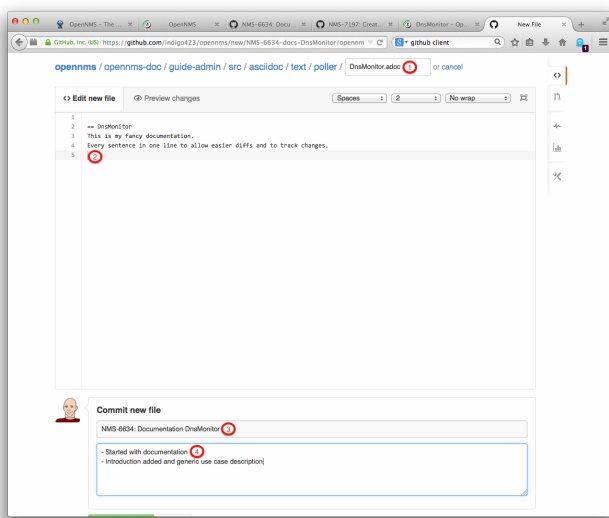 OpenNMS – The ...
OpenNMS
NMS-6634: Docu...
NMS-7197: Creat...
DnsMonitor – Op...
New File
GitHub, Inc. (US) https://github.com/indigo423/opennms/new/NMS-6634-docs-DnsMonitor/opennm
github client
1
opennms / opennms-doc / guide-admin / src / asciidoc / text / poller / DnsMonitor.adoc 1 or cancel
Edit new file Preview changes Spaces 2 No wrap
1
2 == DnsMonitor
3 This is my fancy documentation.
4 Every sentence in one line to allow easier diffs and to track changes.
5 2
Commit new file
NMS-6634: Documentation DnsMonitor 3
- Started with documentation 4
- Introduction added and generic use case description